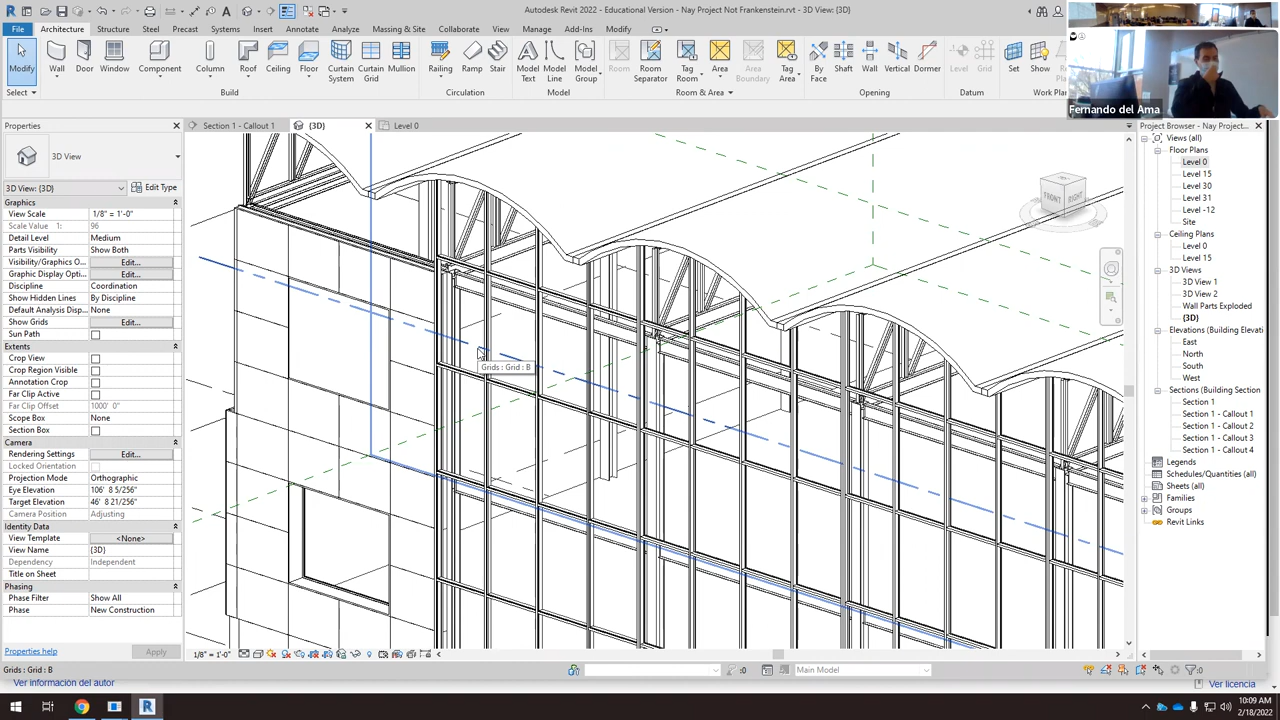 Autodesk Revit 2022 - Educational Version - Nay Project Not Frankenstein.rvt - 3D View: {3D}
File Architecture Structure Steel Precast Systems Insert Annotate Analyze Massing & Site Collaborate View Manage Add-Ins Modify
Modify Wall Door Window Component Column Roof Ceiling Floor Curtain System Curtain Grid Mullion Railing Ramp Stair Model Text Model Line Model Group Room Room Separator Tag Room Area Area Boundary Tag Area By Face Shaft Wall Vertical Dormer Level Grid Set Show
Select Build Circulation Model Room & Area Opening Datum Work Plan
Fernando del Ama
Properties
Section 1 - Callout 1
{3D}
Level 0
Project Browser - Nay Project...
3D View
3D View: {3D} Edit Type
Graphics
View Scale 1/8" = 1'-0"
Scale Value 1: 96
Detail Level Medium
Parts Visibility Show Both
Visibility/Graphics O... Edit...
Graphic Display Opti... Edit...
Discipline Coordination
Show Hidden Lines By Discipline
Default Analysis Disp... None
Show Grids Edit...
Sun Path
Extents
Crop View
Crop Region Visible
Annotation Crop
Far Clip Active
Far Clip Offset 1000' 0"
Scope Box None
Section Box
Camera
Rendering Settings Edit...
Locked Orientation
Projection Mode Orthographic
Eye Elevation 106' 8 5/256"
Target Elevation 46' 8 21/256"
Camera Position Adjusting
Identity Data
View Template <None>
View Name {3D}
Dependency Independent
Title on Sheet
Phasing
Phase Filter Show All
Phase New Construction
Properties help Apply
FRONT RIGHT
Grids : Grid : B
Views (all)
Floor Plans
Level 0
Level 15
Level 30
Level 31
Level -12
Site
Ceiling Plans
Level 0
Level 15
3D Views
3D View 1
3D View 2
Wall Parts Exploded
{3D}
Elevations (Building Elevati
East
North
South
West
Sections (Building Section
Section 1
Section 1 - Callout 1
Section 1 - Callout 2
Section 1 - Callout 3
Section 1 - Callout 4
Legends
Schedules/Quantities (all)
Sheets (all)
Families
Groups
Revit Links
1/8" = 1'-0"
Grids : Grid : B
:0
Main Model
:0
Ver información del autor
Ver licencia
10:09 AM
2/18/2022